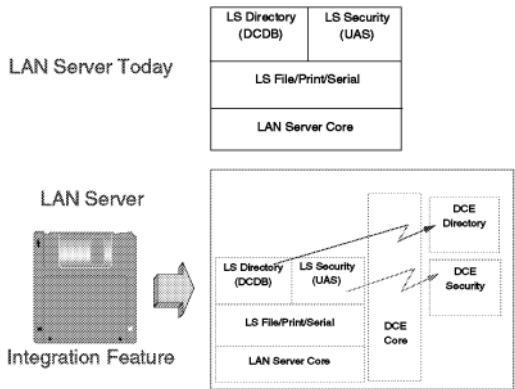 LS Directory
(DCDB)
LS Security
(UAS)
LAN Server Today
LS File/Print/Serial
LAN Server Core
LAN Server
DCE
Directory
LS Directory
(DCDB)
LS Security
(UAS)
DCE
Security
LS File/Print/Serial
DCE
Core
Integration Feature
LAN Server Core